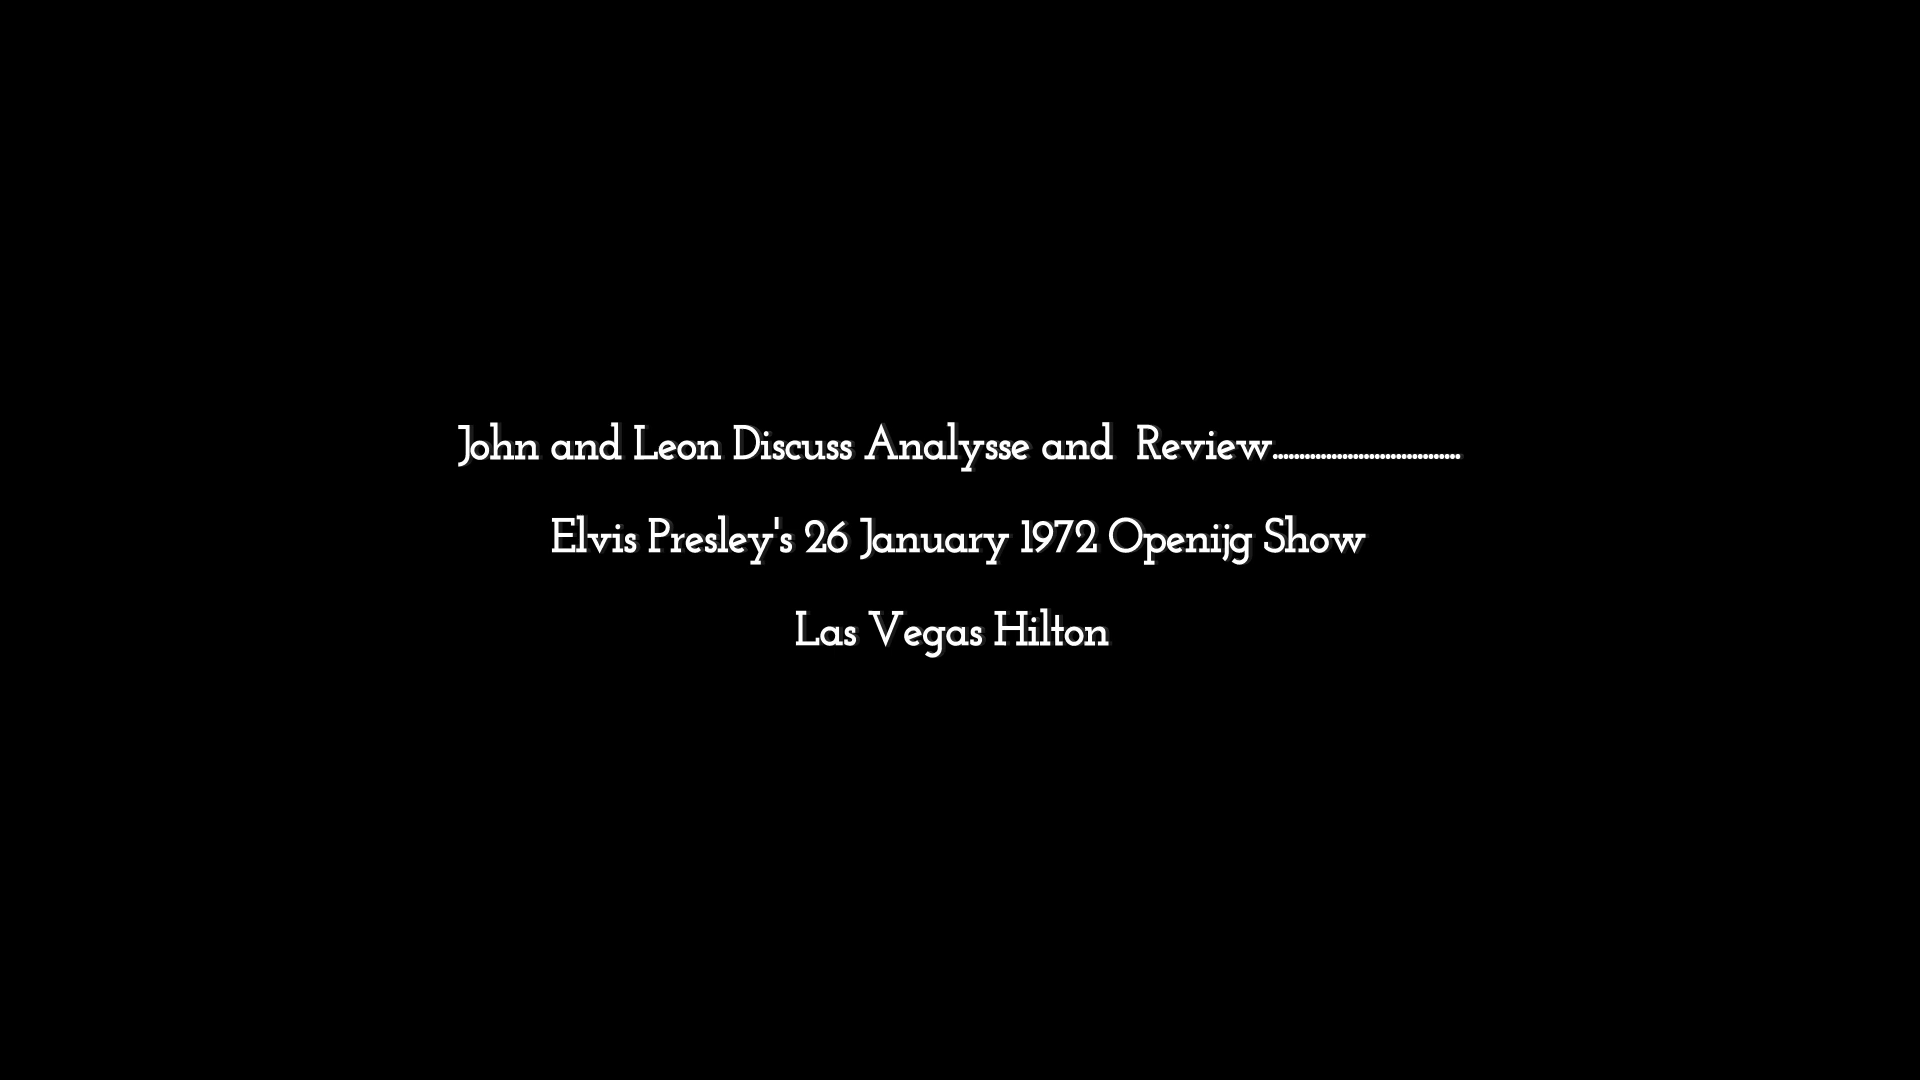 John and Leon Discuss Analysse and  Review...................................
Elvis Presley's 26 January 1972 Openijg Show
Las Vegas Hilton